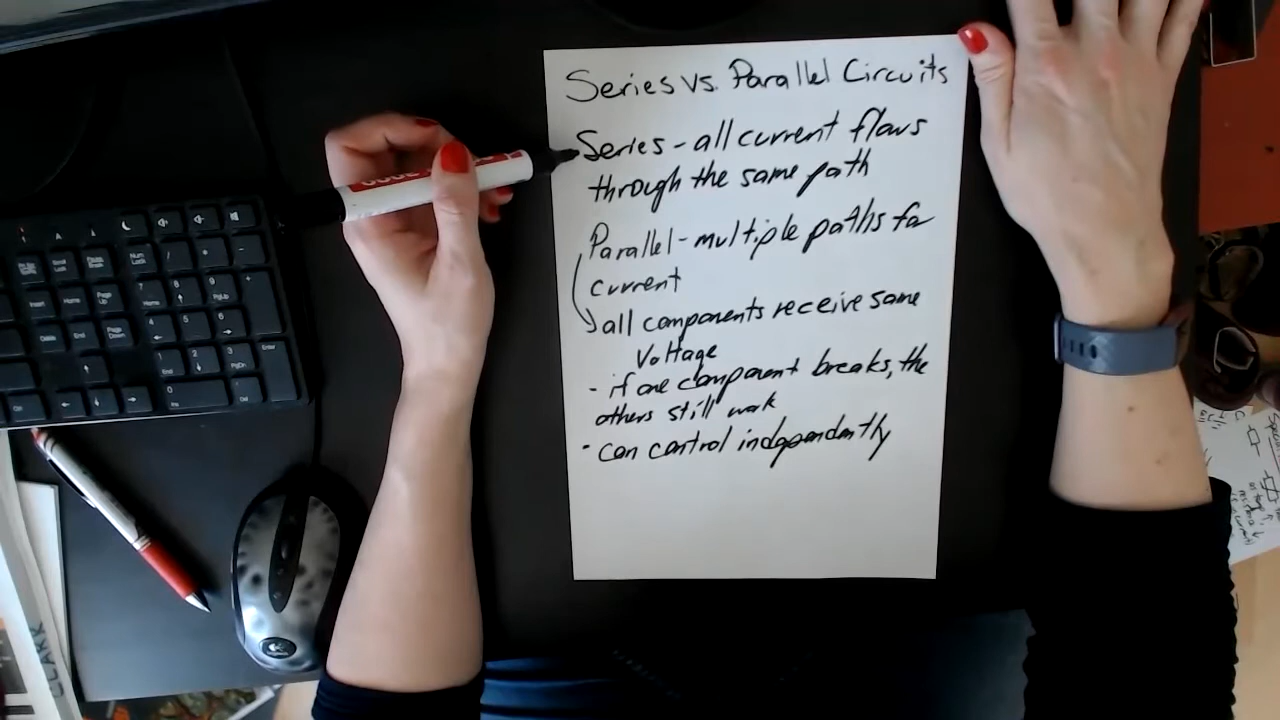 Series vs. Parallel Circuits
Series - all current flows
through the same path
Parallel - multiple paths for
current
all components receive same
Voltage
- if one component breaks, the
others still work
- can control independently